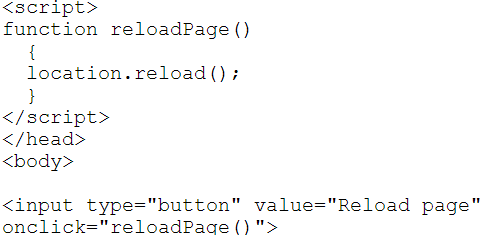 <script>
function reloadPage()
  {
  location.reload();
  }
</script>
</head>
<body>

<input type="button" value="Reload page"
onclick="reloadPage()">